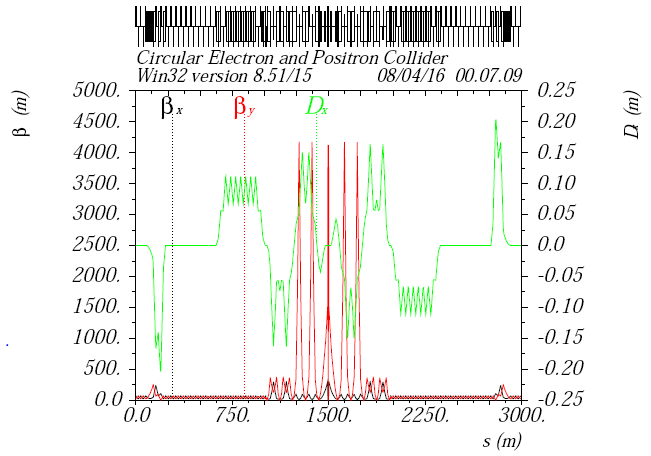 Circular Electron and Positron Collider
Win32 version 8.51/15 08/04/16 00.07.09
β (m)
Dx (m)
βx βy Dx
5000. 0.25
4500. 0.20
4000. 0.15
3500. 0.10
3000. 0.05
2500. 0.0
2000. -0.05
1500. -0.10
1000. -0.15
500. -0.20
0.0 -0.25
0.0 750. 1500. 2250. 3000.
s (m)